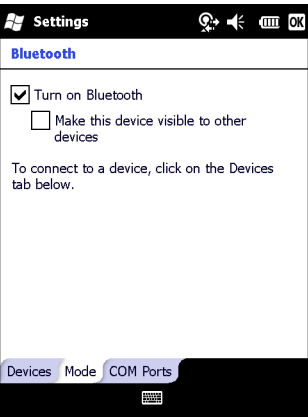 Settings
OK
Bluetooth
Turn on Bluetooth
Make this device visible to other
devices
To connect to a device, click on the Devices
tab below.
Devices Mode COM Ports